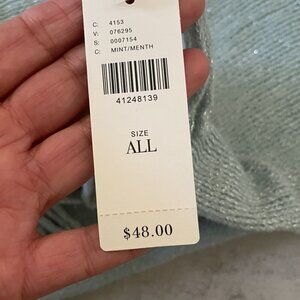 C: 4153
V: 076295
S: 0007154
C: MINT/MENTH
41248139
SIZE
ALL
$48.00